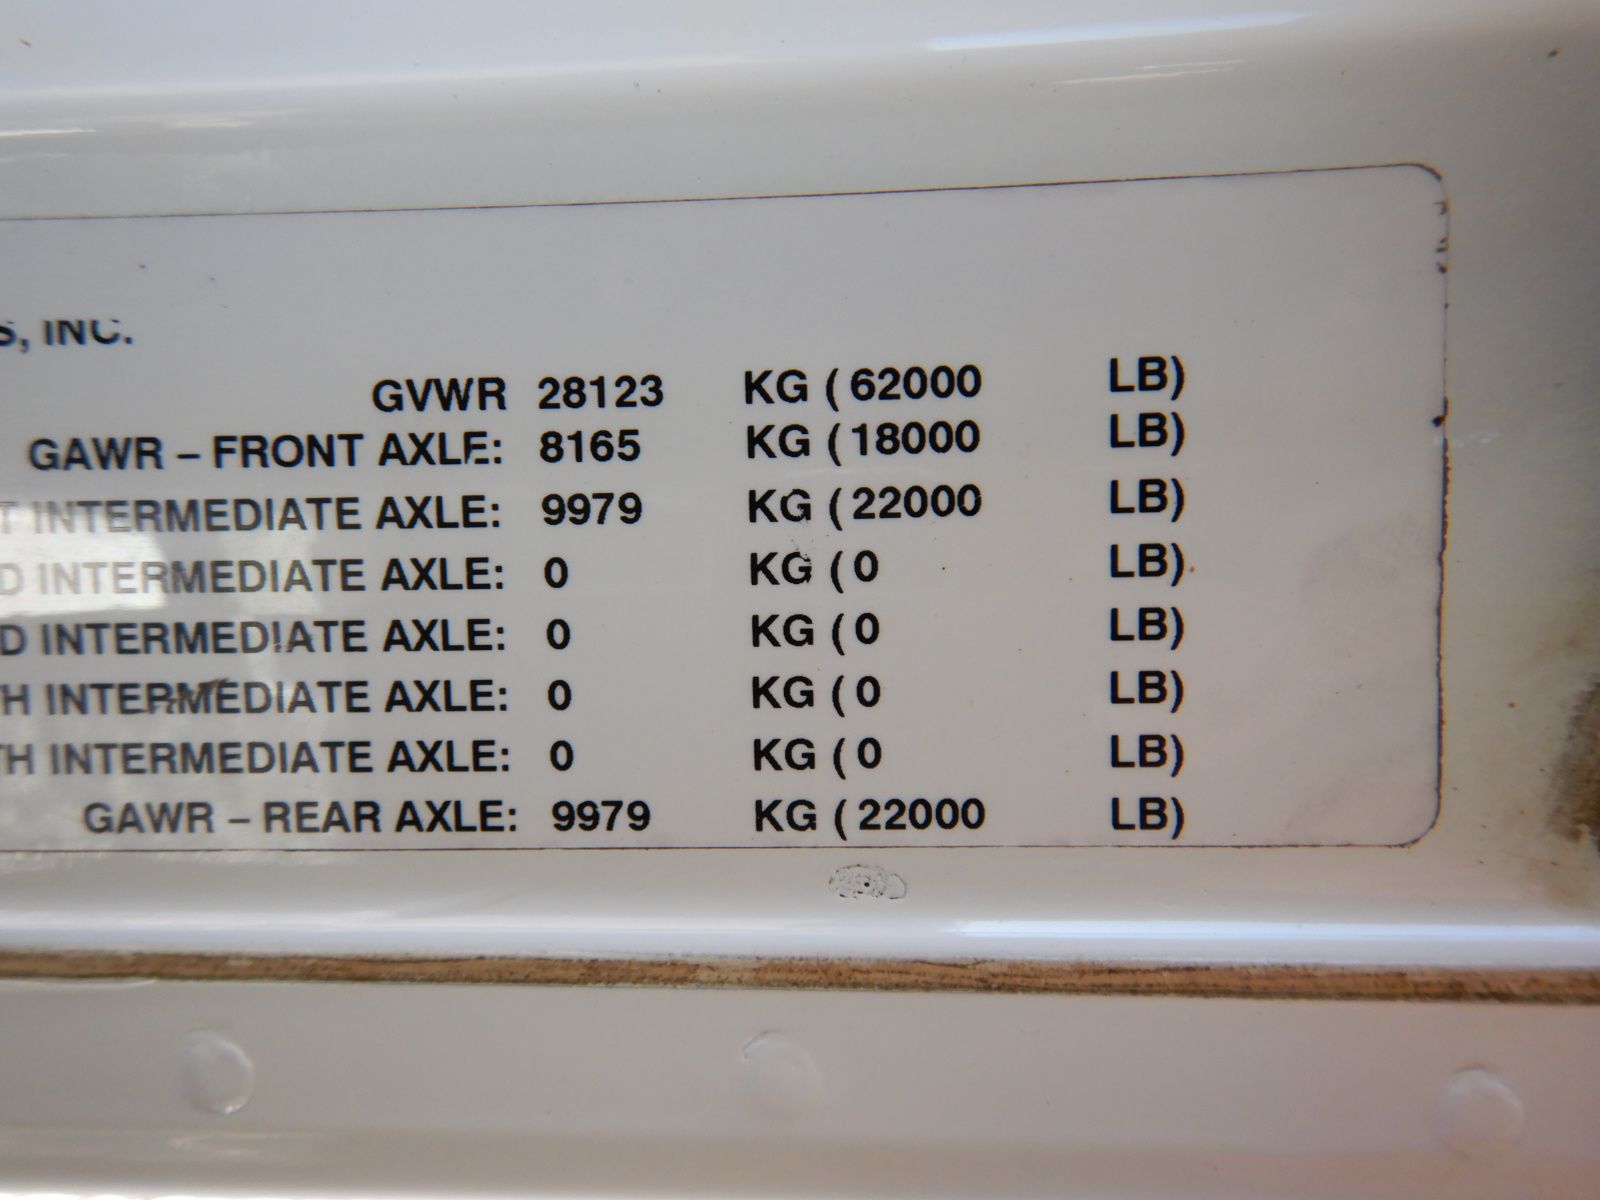 S, INC.
GVWR 28123 KG ( 62000 LB)
GAWR – FRONT AXLE: 8165 KG ( 18000 LB)
T INTERMEDIATE AXLE: 9979 KG ( 22000 LB)
D INTERMEDIATE AXLE: 0 KG ( 0 LB)
D INTERMEDIATE AXLE: 0 KG ( 0 LB)
TH INTERMEDIATE AXLE: 0 KG ( 0 LB)
TH INTERMEDIATE AXLE: 0 KG ( 0 LB)
GAWR – REAR AXLE: 9979 KG ( 22000 LB)